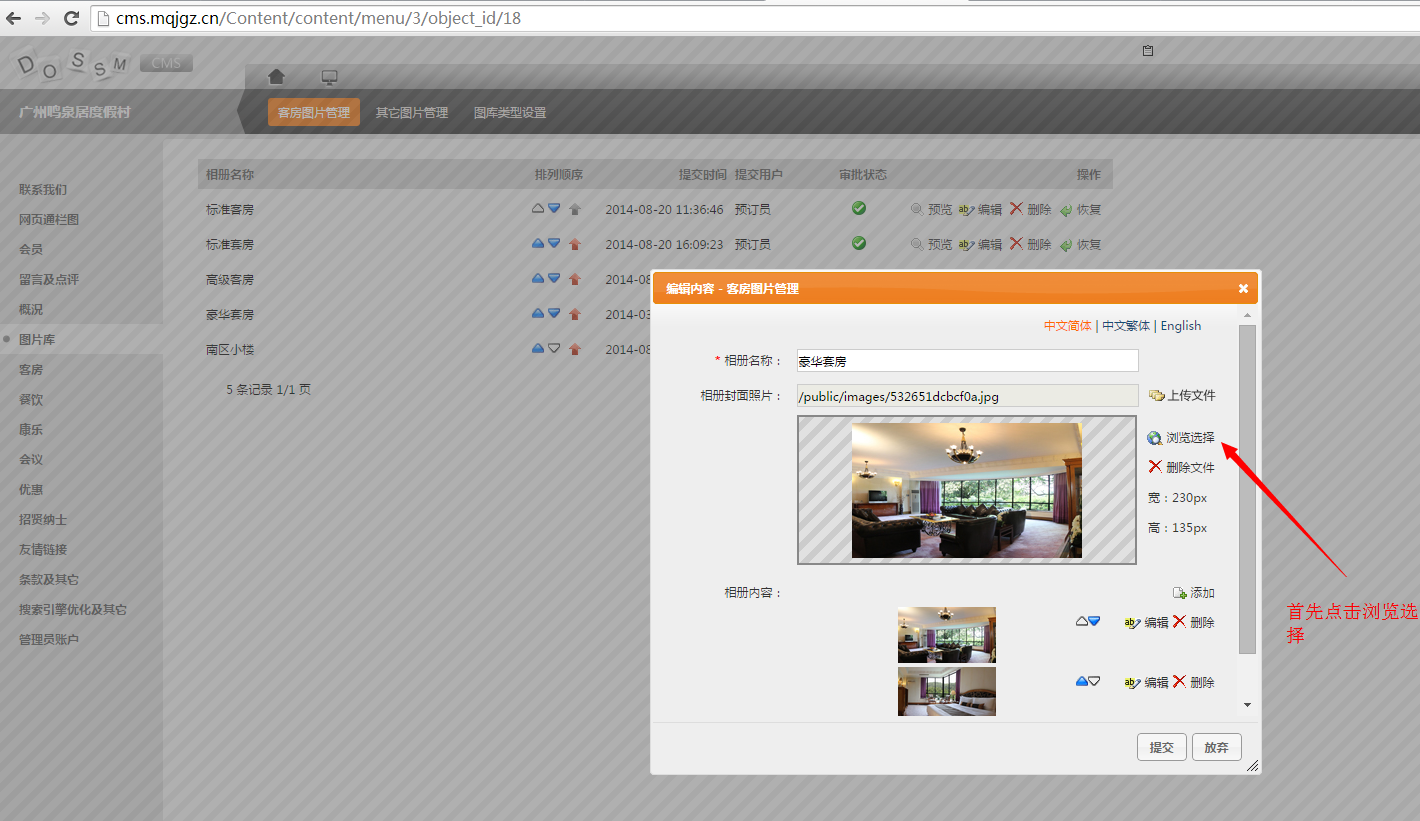 cms.mqjgz.cn/Content/content/menu/3/object_id/18
DOSSM CMS
广州鸣泉居度假村
客房图片管理 其它图片管理 图库类型设置
相册名称 排列顺序 提交时间 提交用户 审批状态 操作
标准客房 2014-08-20 11:36:46 预订员 预览 编辑 删除 恢复
标准套房 2014-08-20 16:09:23 预订员 预览 编辑 删除 恢复
高级客房 2014-08
豪华套房 2014-03
南区小楼 2014-08
5 条记录 1/1 页
联系我们
网页通栏图
会员
留言及点评
概况
图片库
客房
餐饮
康乐
会议
优惠
招贤纳士
友情链接
条款及其它
搜索引擎优化及其它
管理员账户
编辑内容 - 客房图片管理
中文简体 | 中文繁体 | English
* 相册名称： 豪华套房
相册封面照片： /public/images/532651dcbcf0a.jpg 上传文件
浏览选择
删除文件
宽：230px
高：135px
相册内容： 添加
编辑 删除
编辑 删除
提交 放弃
首先点击浏览选
择